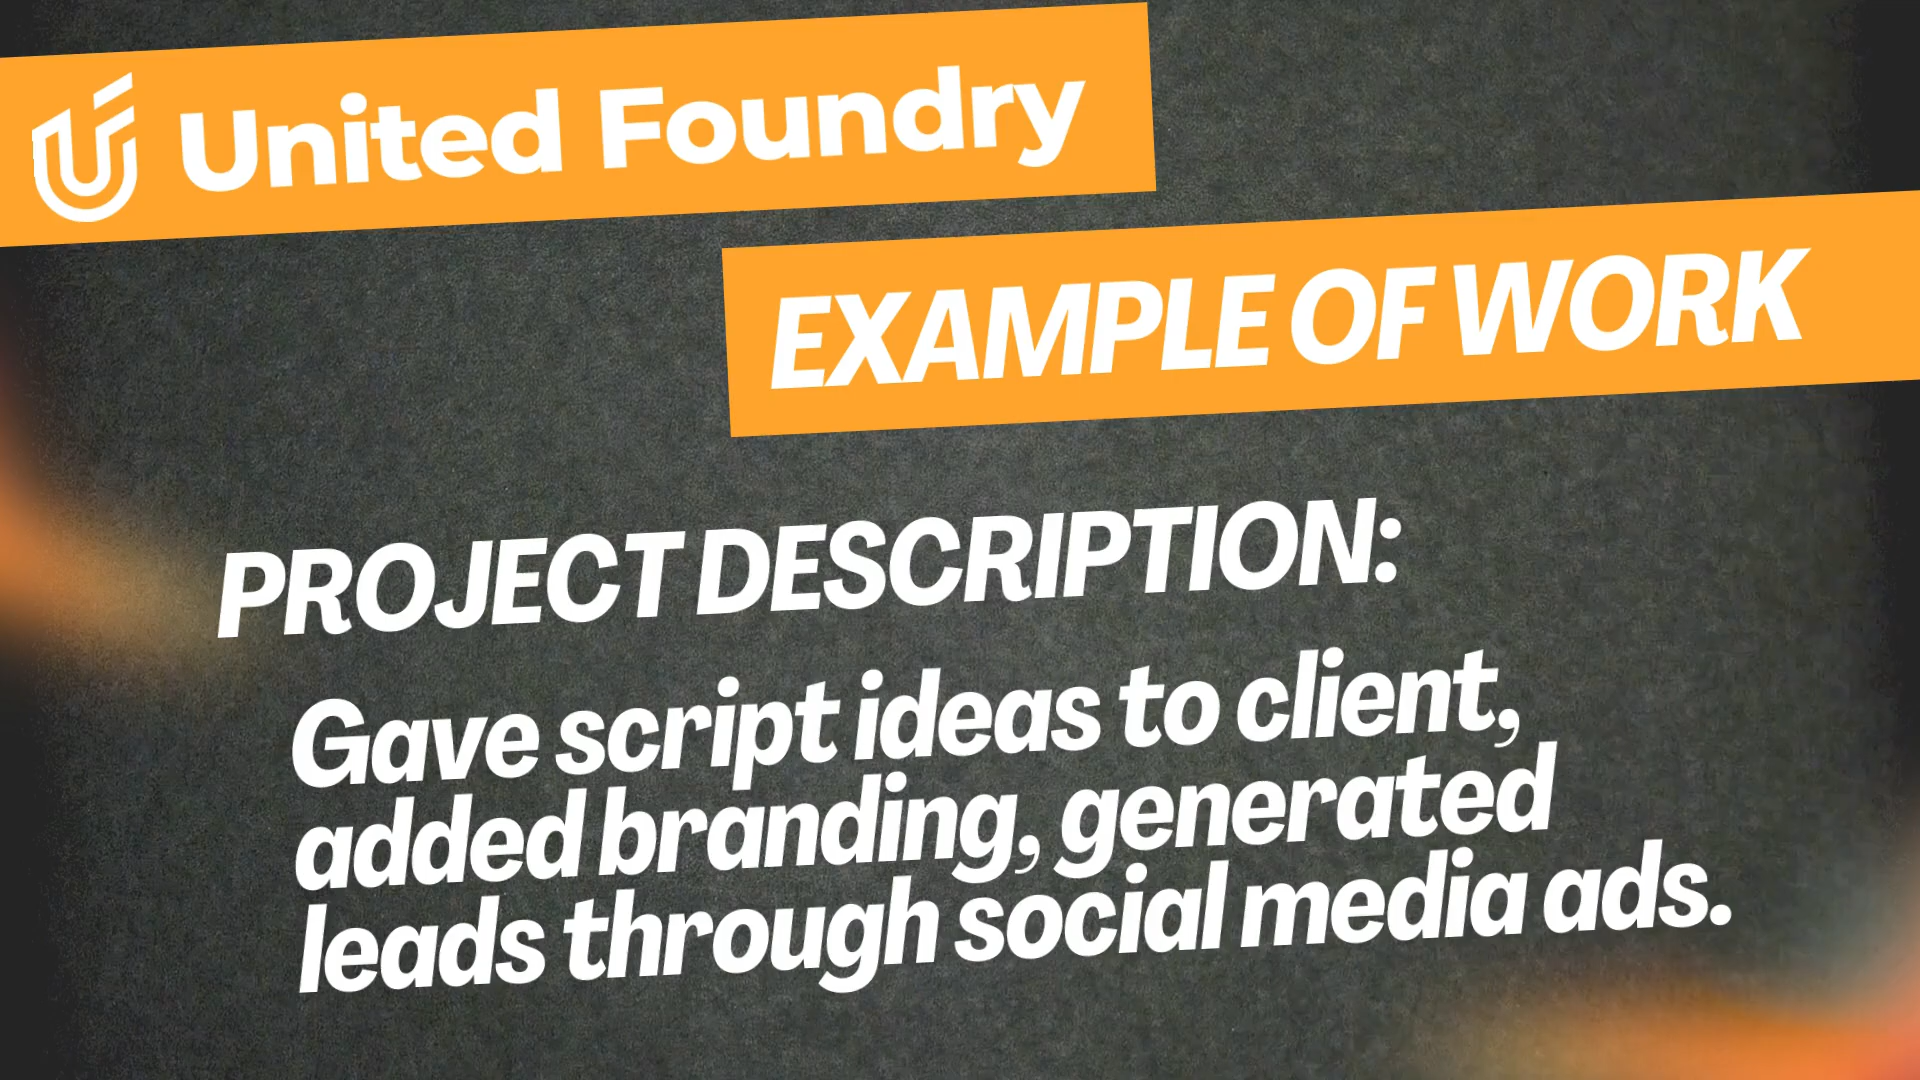 United Foundry
EXAMPLE OF WORK
PROJECT DESCRIPTION:
Gave script ideas to client,
added branding, generated
leads through social media ads.